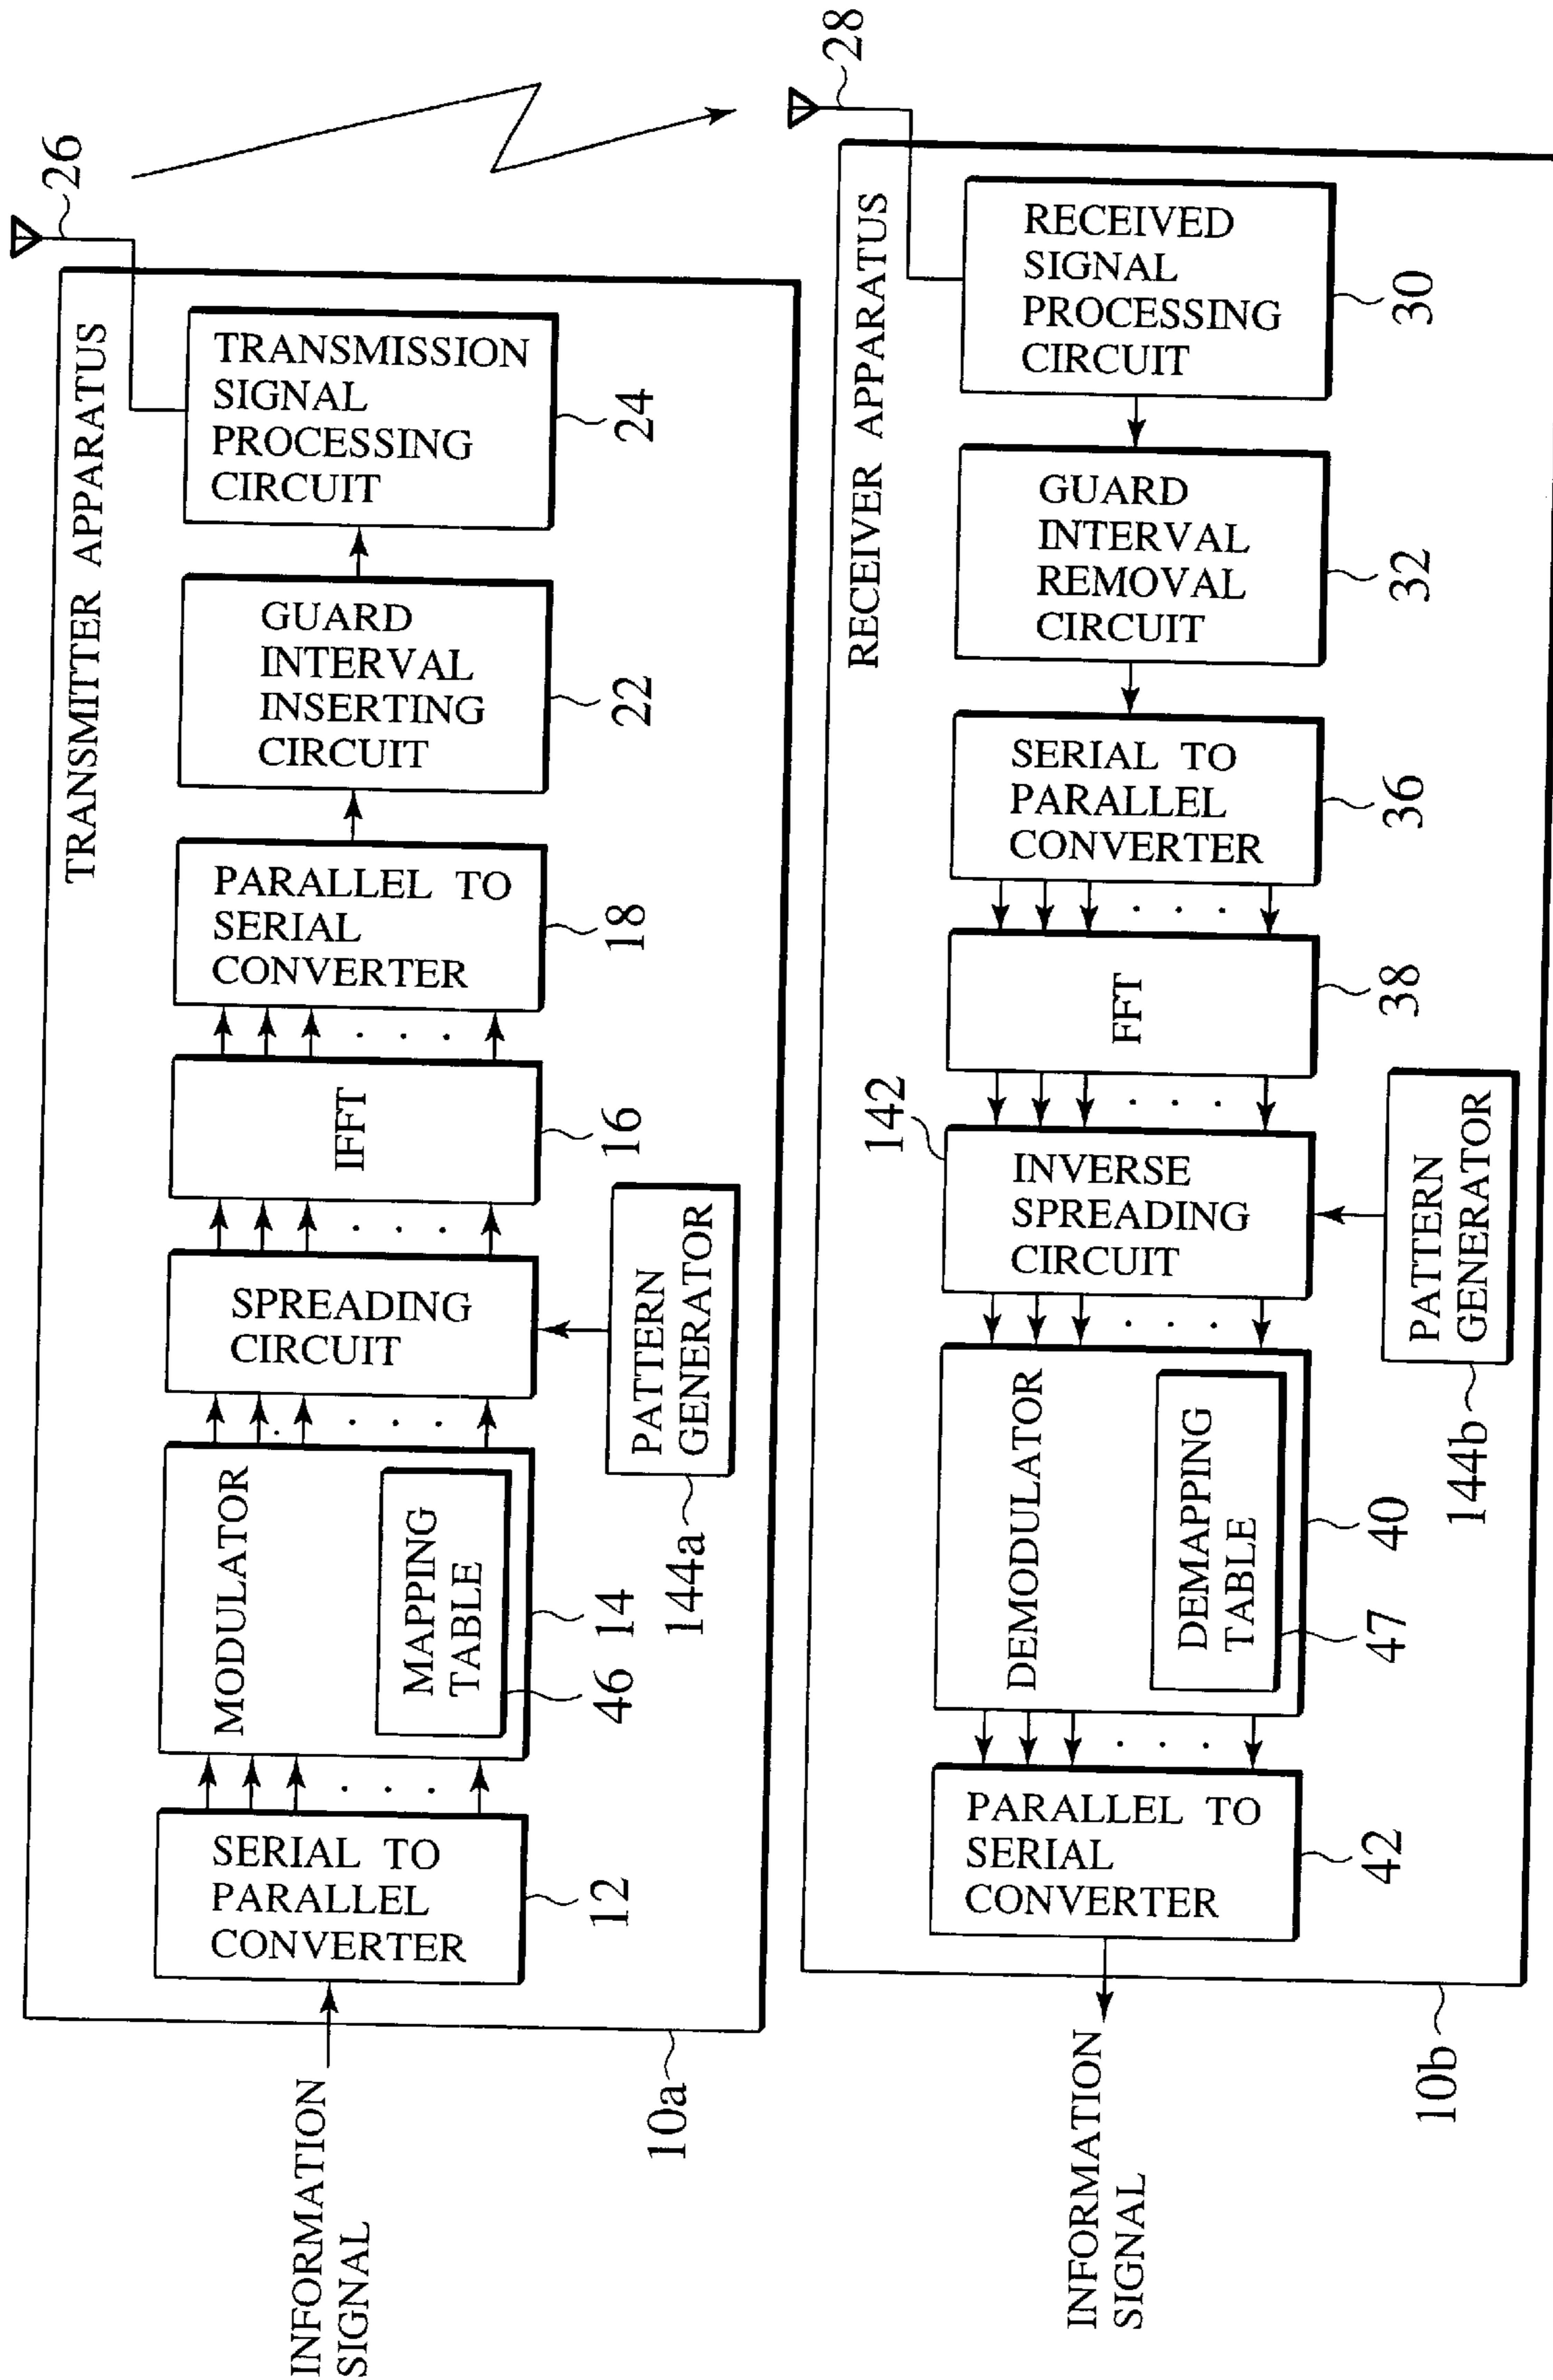 TRANSMITTER APPARATUS
INFORMATION
SIGNAL
SERIAL TO
PARALLEL
CONVERTER
12
MODULATOR
MAPPING
TABLE
46
14
SPREADING
CIRCUIT
PATTERN
GENERATOR
144a
IFFT
16
PARALLEL TO
SERIAL
CONVERTER
18
GUARD
INTERVAL
INSERTING
CIRCUIT
22
TRANSMISSION
SIGNAL
PROCESSING
CIRCUIT
24
26
10a
RECEIVER APPARATUS
INFORMATION
SIGNAL
PARALLEL TO
SERIAL
CONVERTER
42
DEMODULATOR
DEMAPPING
TABLE
47
40
142
INVERSE
SPREADING
CIRCUIT
PATTERN
GENERATOR
144b
FFT
38
SERIAL TO
PARALLEL
CONVERTER
36
GUARD
INTERVAL
REMOVAL
CIRCUIT
32
RECEIVED
SIGNAL
PROCESSING
CIRCUIT
30
28
10b